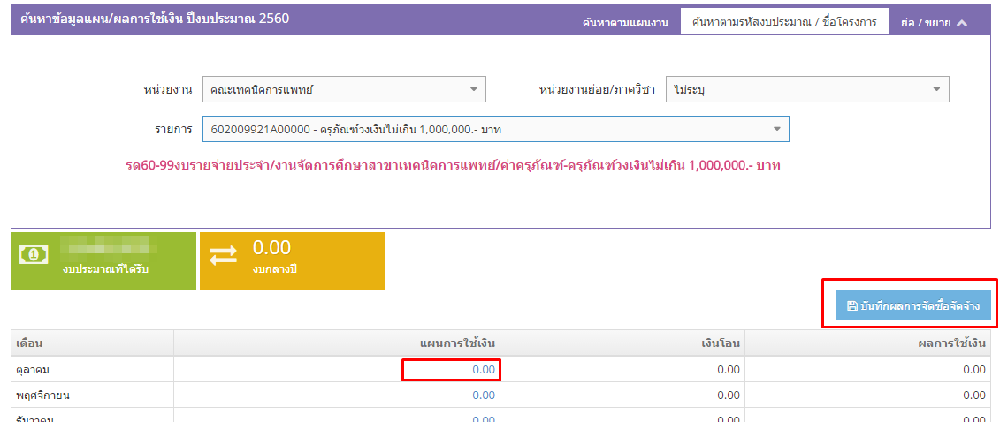 ค้นหาข้อมูลแผน/ผลการใช้เงิน ปีงบประมาณ 2560
ค้นหาตามแผนงาน
ค้นหาตามรหัสงบประมาณ / ชื่อโครงการ
ย่อ / ขยาย
หน่วยงาน
คณะเทคนิคการแพทย์
หน่วยงานย่อย/ภาควิชา
ไม่ระบุ
รายการ
602009921A00000 - ครุภัณฑ์วงเงินไม่เกิน 1,000,000.- บาท
รด60-99งบรายจ่ายประจำ/งานจัดการศึกษาสาขาเทคนิคการแพทย์/ค่าครุภัณฑ์-ครุภัณฑ์วงเงินไม่เกิน 1,000,000.- บาท
งบประมาณที่ได้รับ
0.00
งบกลางปี
บันทึกผลการจัดซื้อจัดจ้าง
เดือน แผนการใช้เงิน เงินโอน ผลการใช้เงิน
ตุลาคม 0.00 0.00 0.00
พฤศจิกายน 0.00 0.00 0.00
ธันวาคม 0.00 0.00 0.00